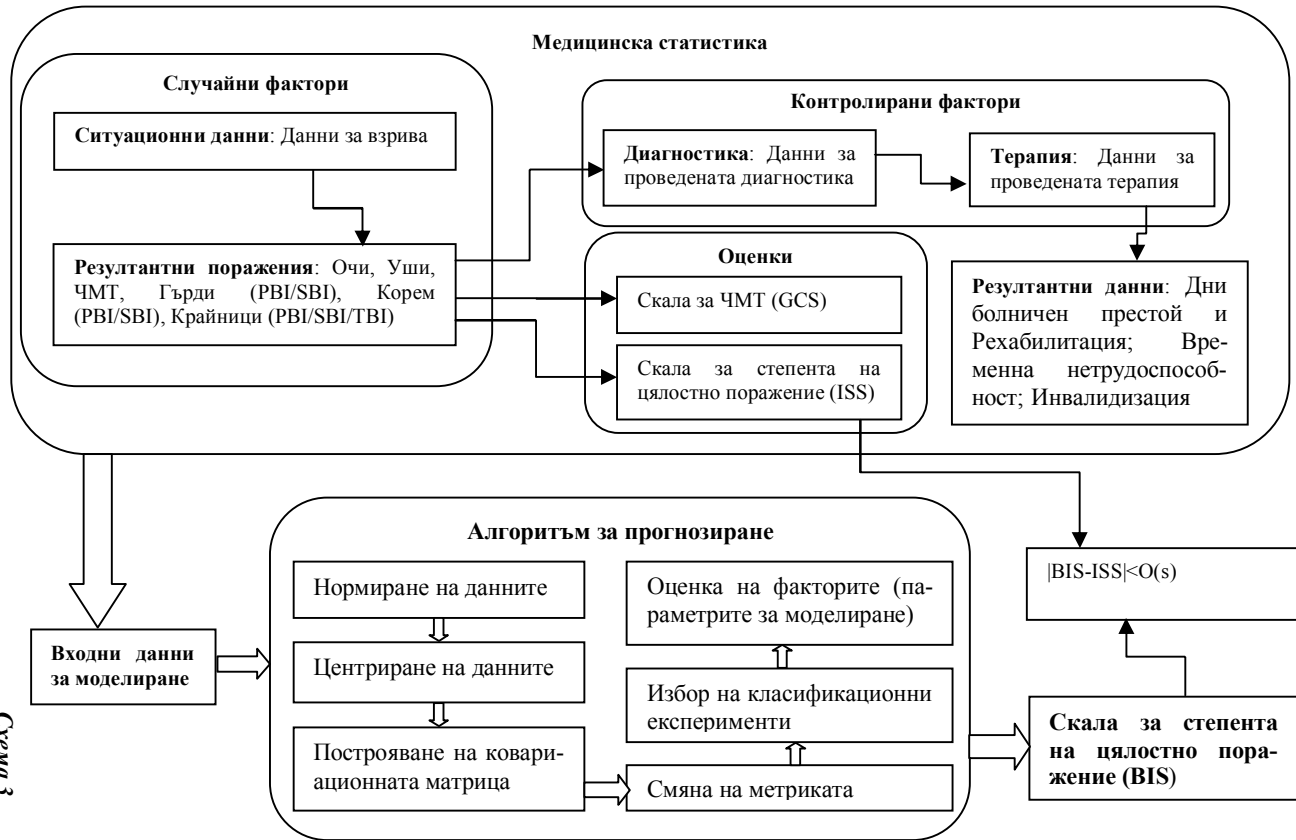 Медицинска статистика
Случайни фактори
Ситуационни данни: Данни за взрива
Резултантни поражения: Очи, Уши,
ЧМТ, Гърди (PBI/SBI), Корем
(PBI/SBI), Крайници (PBI/SBI/TBI)
Контролирани фактори
Диагностика: Данни за
проведената диагностика
Терапия: Данни за
проведената терапия
Оценки
Скала за ЧМТ (GCS)
Скала за степента на
цялостно поражение (ISS)
Резултантни данни: Дни
болничен престой и
Рехабилитация; Вре-
менна нетрудоспособ-
ност; Инвалидизация
Входни данни
за моделиране
Алгоритъм за прогнозиране
Нормиране на данните
Центриране на данните
Построяване на ковари-
ационната матрица
Оценка на факторите (па-
раметрите за моделиране)
Избор на класификационни
експерименти
Смяна на метриката
|BIS-ISS|<O(s)
Скала за степента
на цялостно пора-
жение (BIS)
Схема 3